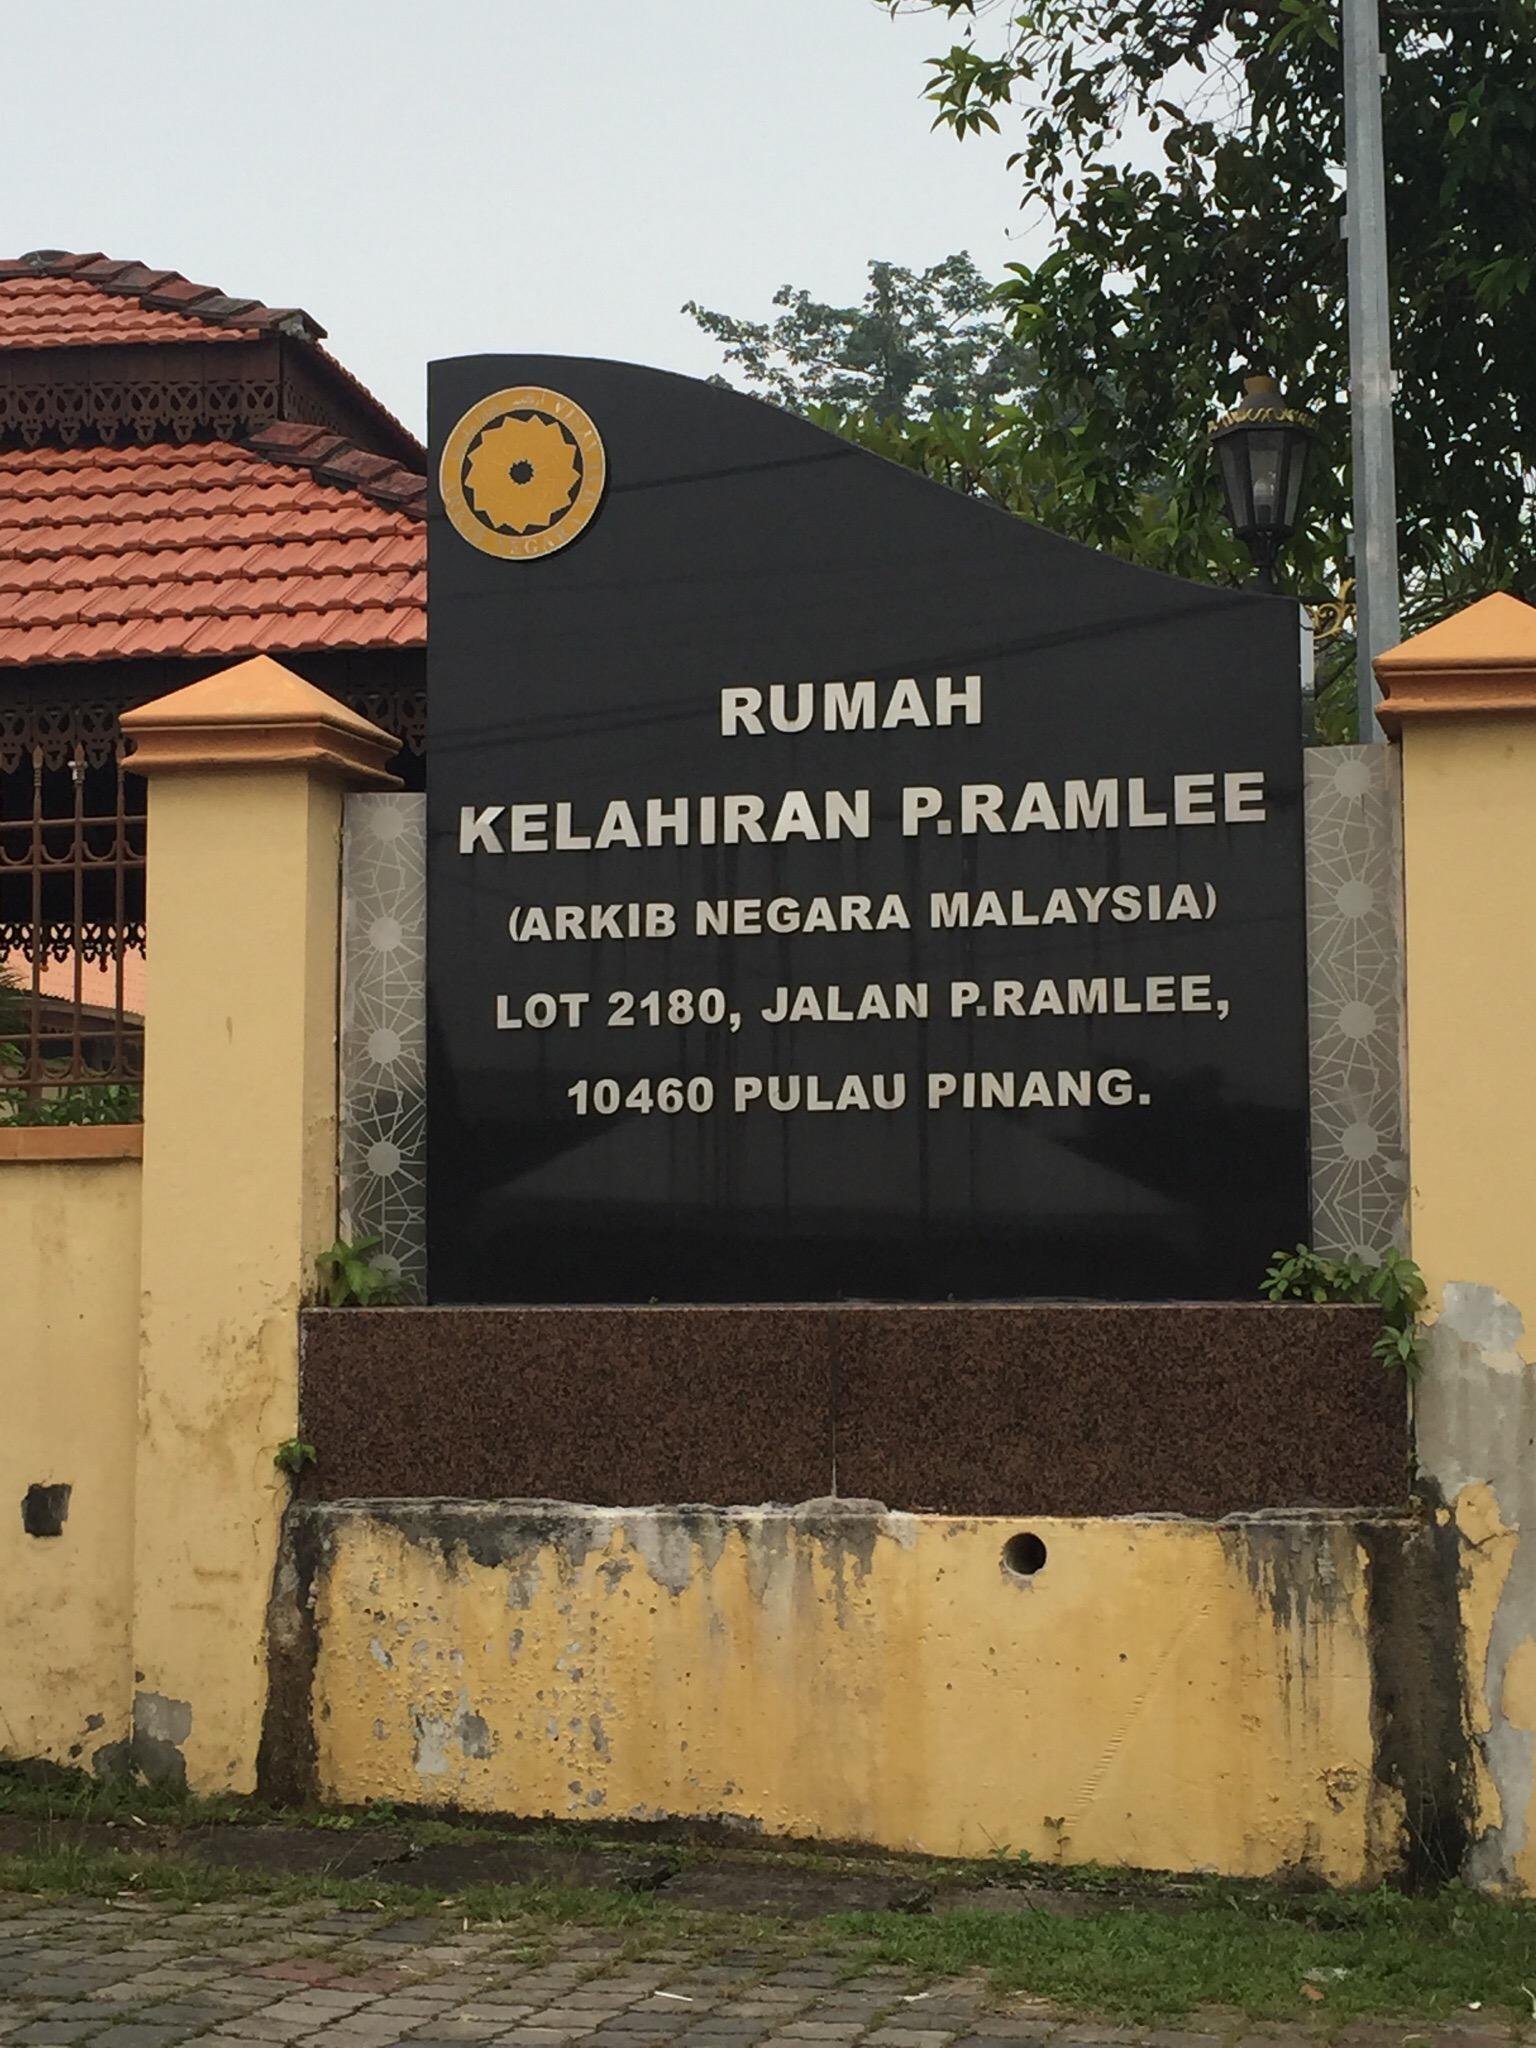 RUMAH
KELAHIRAN P.RAMLEE
(ARKIB NEGARA MALAYSIA)
LOT 2180, JALAN P.RAMLEE,
10460 PULAU PINANG.